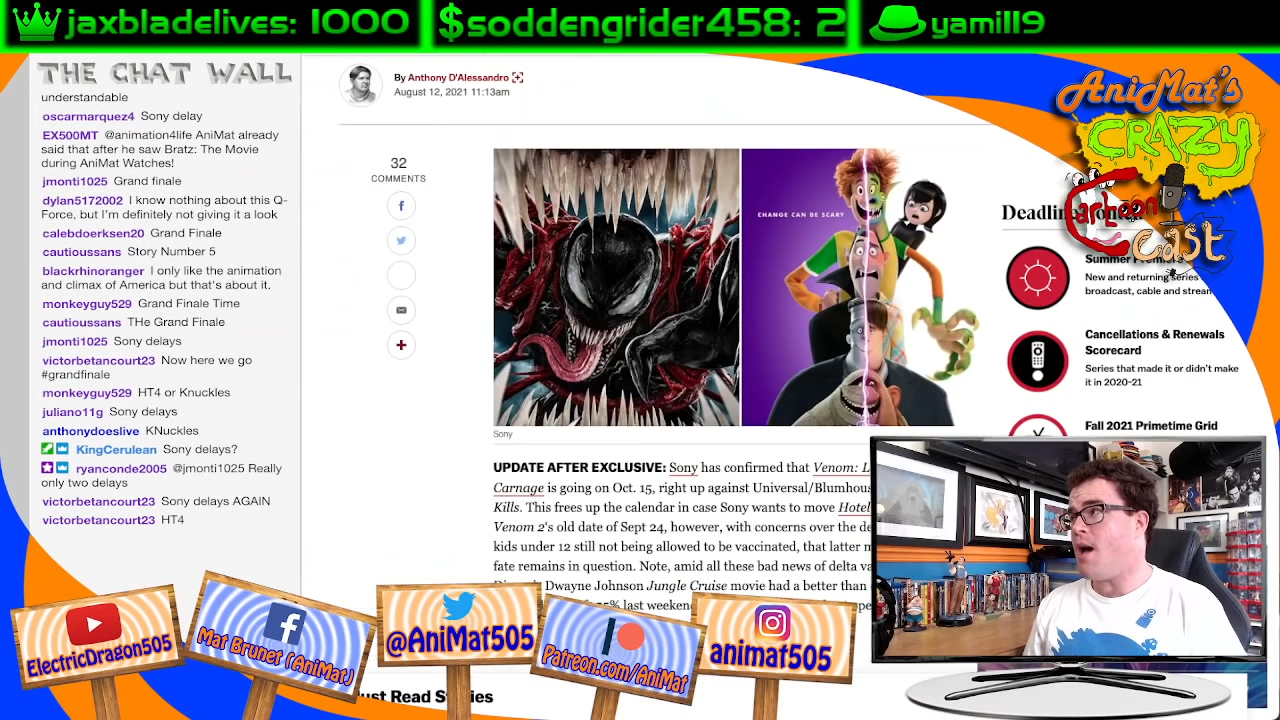 jaxbladelives: 1000
$soddengrider458: 2
yamill9
THE CHAT WALL
understandable
oscarmarquez4 Sony delay
EX500MT @animation4life AniMat already
said that after he saw Bratz: The Movie
during AniMat Watches!
jmonti1025 Grand finale
dylan5172002 I know nothing about this Q-
Force, but I'm definitely not giving it a look
calebdoerksen20 Grand Finale
cautioussans Story Number 5
blackrhinoranger I only like the animation
and climax of America but that's about it.
monkeyguy529 Grand Finale Time
cautioussans THe Grand Finale
jmonti1025 Sony delays
victorbetancourt23 Now here we go
#grandfinale
monkeyguy529 HT4 or Knuckles
juliano11g Sony delays
anthonydoeslive KNuckles
KingCerulean Sony delays?
ryanconde2005 @jmonti1025 Really
only two delays
victorbetancourt23 Sony delays AGAIN
victorbetancourt23 HT4
By Anthony D'Alessandro
August 12, 2021 11:13am
32
COMMENTS
CHANGE CAN BE SCARY
Sony
UPDATE AFTER EXCLUSIVE: Sony has confirmed that Venom: L
Carnage is going on Oct. 15, right up against Universal/Blumhous
Kills. This frees up the calendar in case Sony wants to move Hotel
Venom 2's old date of Sept 24, however, with concerns over the de
kids under 12 still not being allowed to be vaccinated, that latter m
fate remains in question. Note, amid all these bad news of delta va
Dwayne Johnson Jungle Cruise movie had a better than
% last weeken
ust Read St ies
AniMat's
CRAZY
Cartoon
Cast
Deadline
Summer
New and returning series
broadcast, cable and stream
Cancellations & Renewals
Scorecard
Series that made it or didn't make
it in 2020-21
Fall 2021 Primetime Grid
ElectricDragon505
Mat Brunet (AniMat)
@AniMat505
Patreon.com/AniMat
animat505